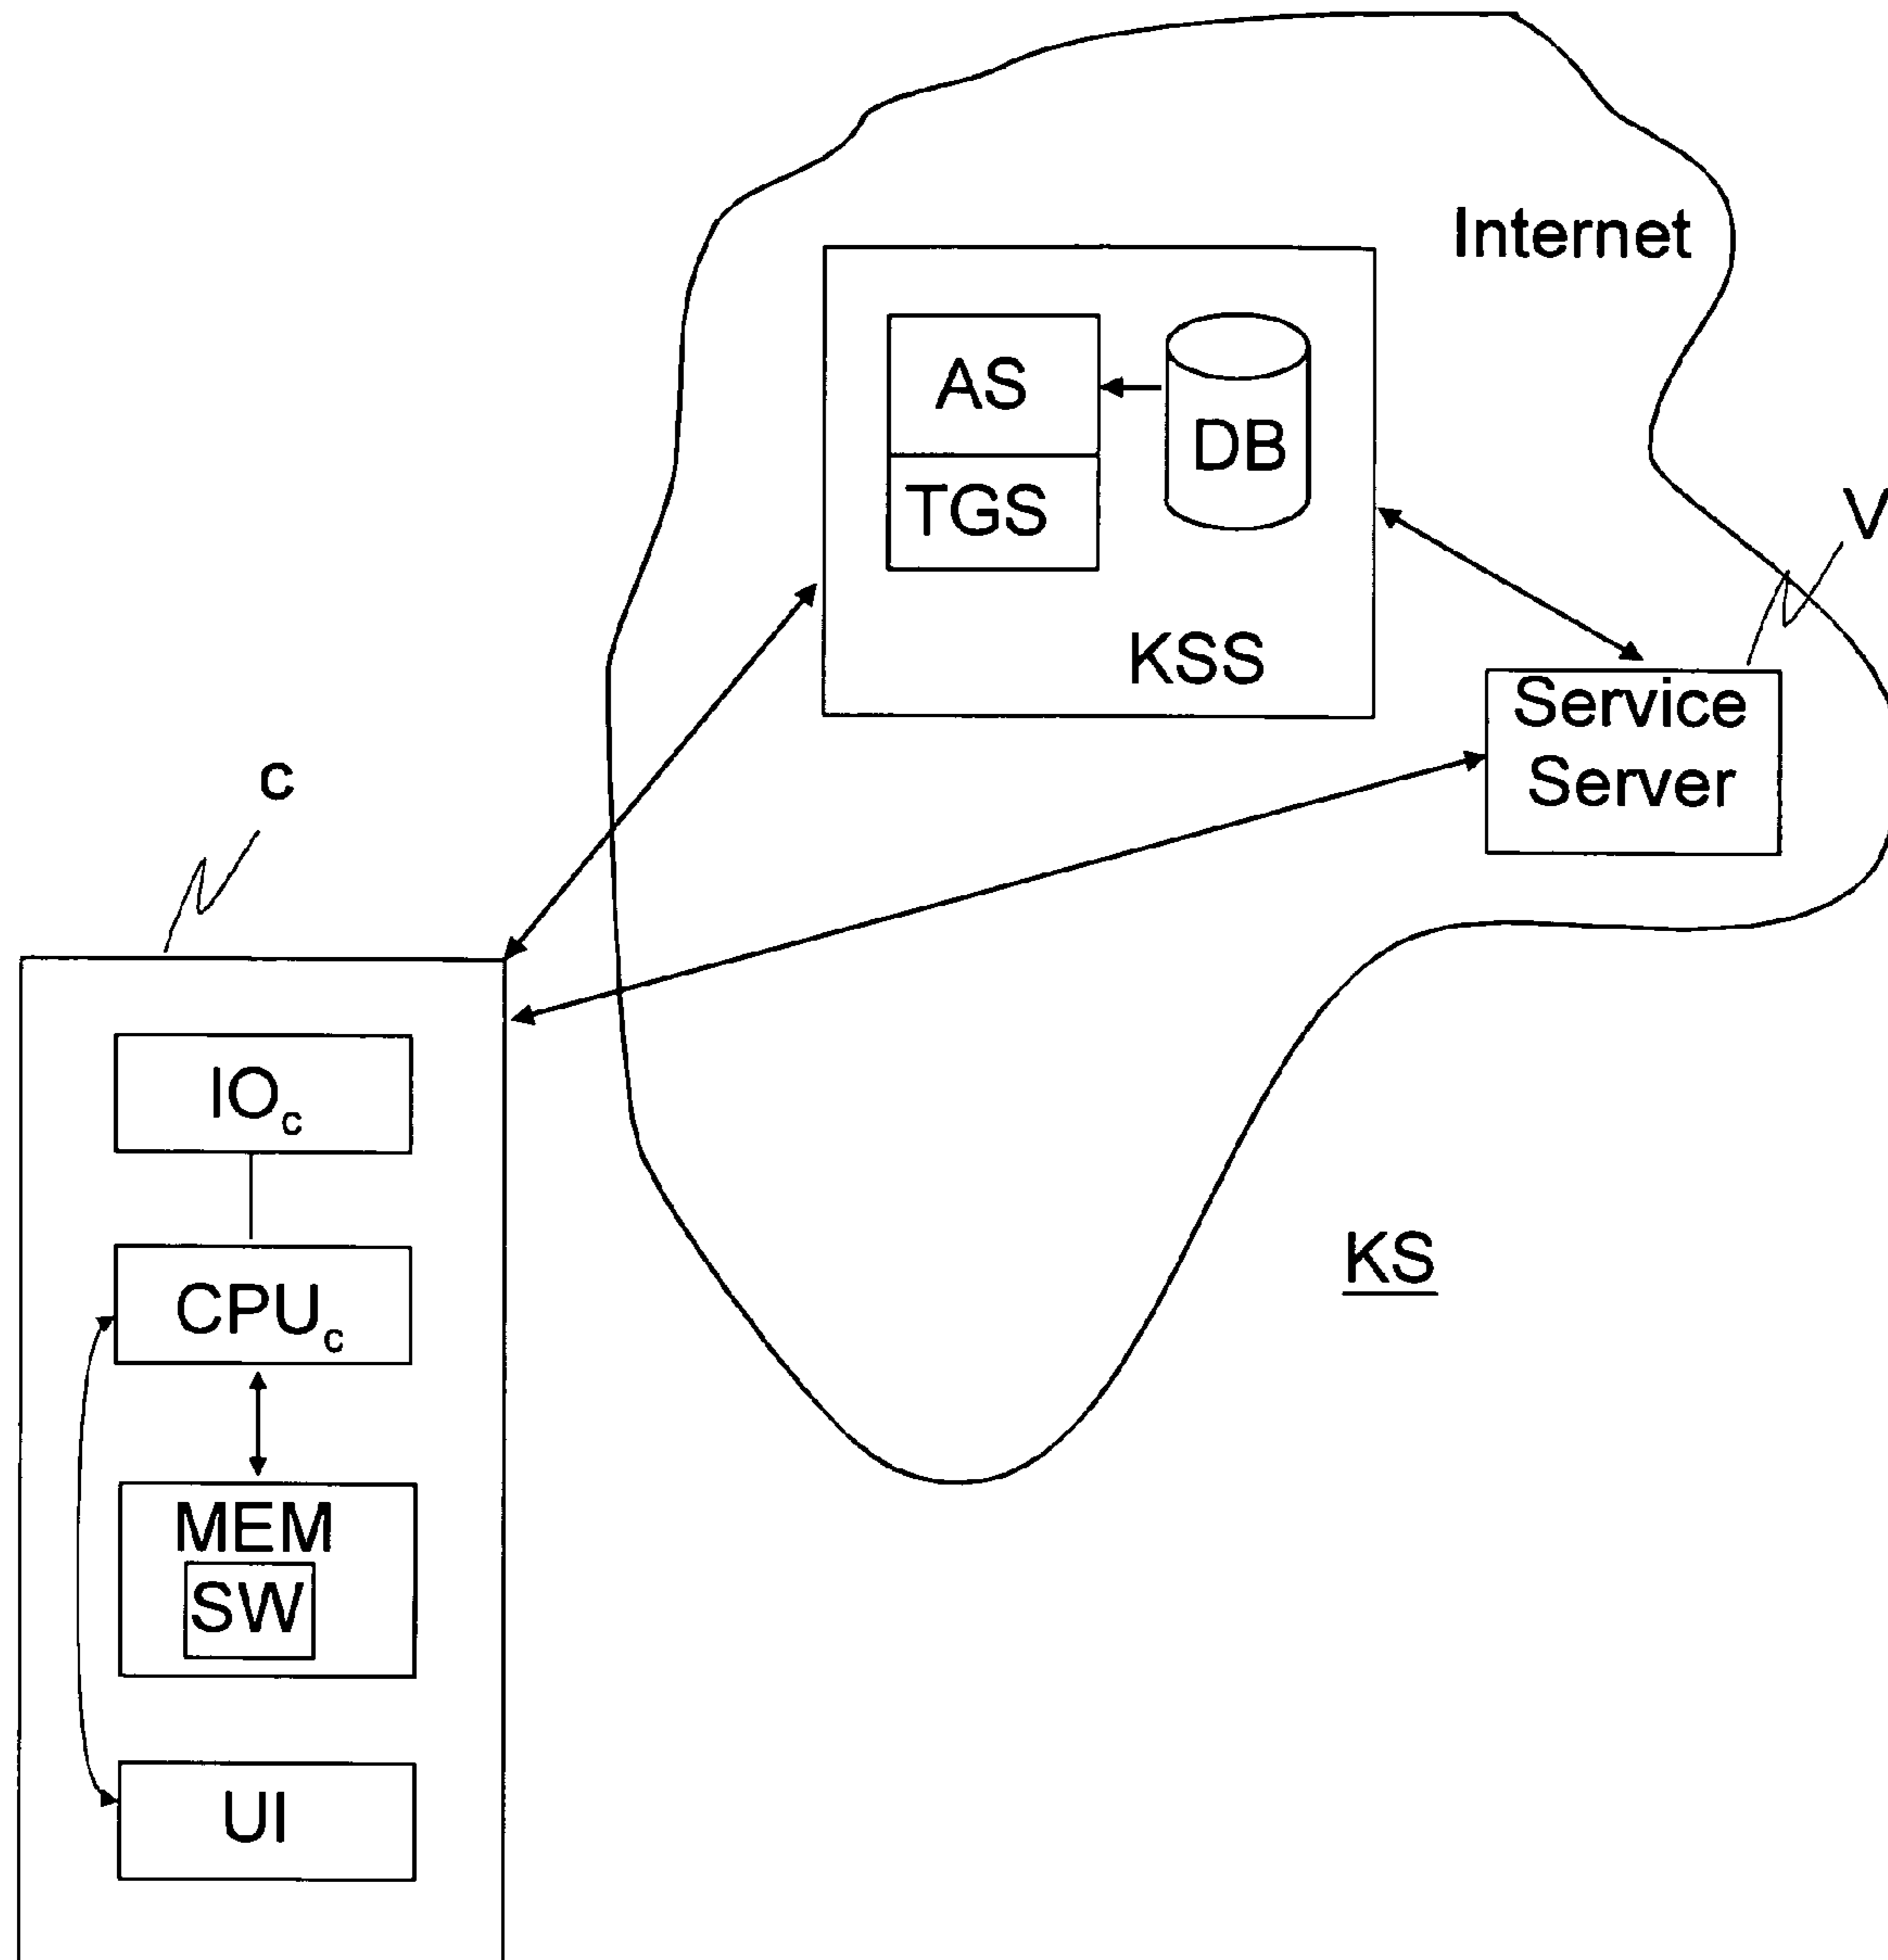 Internet
AS
DB
TGS
V
KSS
Service
Server
c
IOc
CPUc
KS
MEM
SW
UI